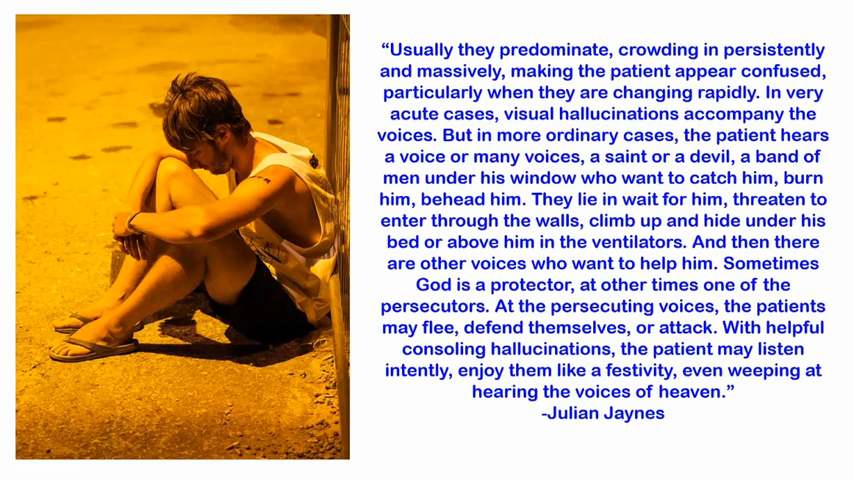 “Usually they predominate, crowding in persistently
and massively, making the patient appear confused,
particularly when they are changing rapidly. In very
acute cases, visual hallucinations accompany the
voices. But in more ordinary cases, the patient hears
a voice or many voices, a saint or a devil, a band of
men under his window who want to catch him, burn
him, behead him. They lie in wait for him, threaten to
enter through the walls, climb up and hide under his
bed or above him in the ventilators. And then there
are other voices who want to help him. Sometimes
God is a protector, at other times one of the
persecutors. At the persecuting voices, the patients
may flee, defend themselves, or attack. With helpful
consoling hallucinations, the patient may listen
intently, enjoy them like a festivity, even weeping at
hearing the voices of heaven.”
-Julian Jaynes